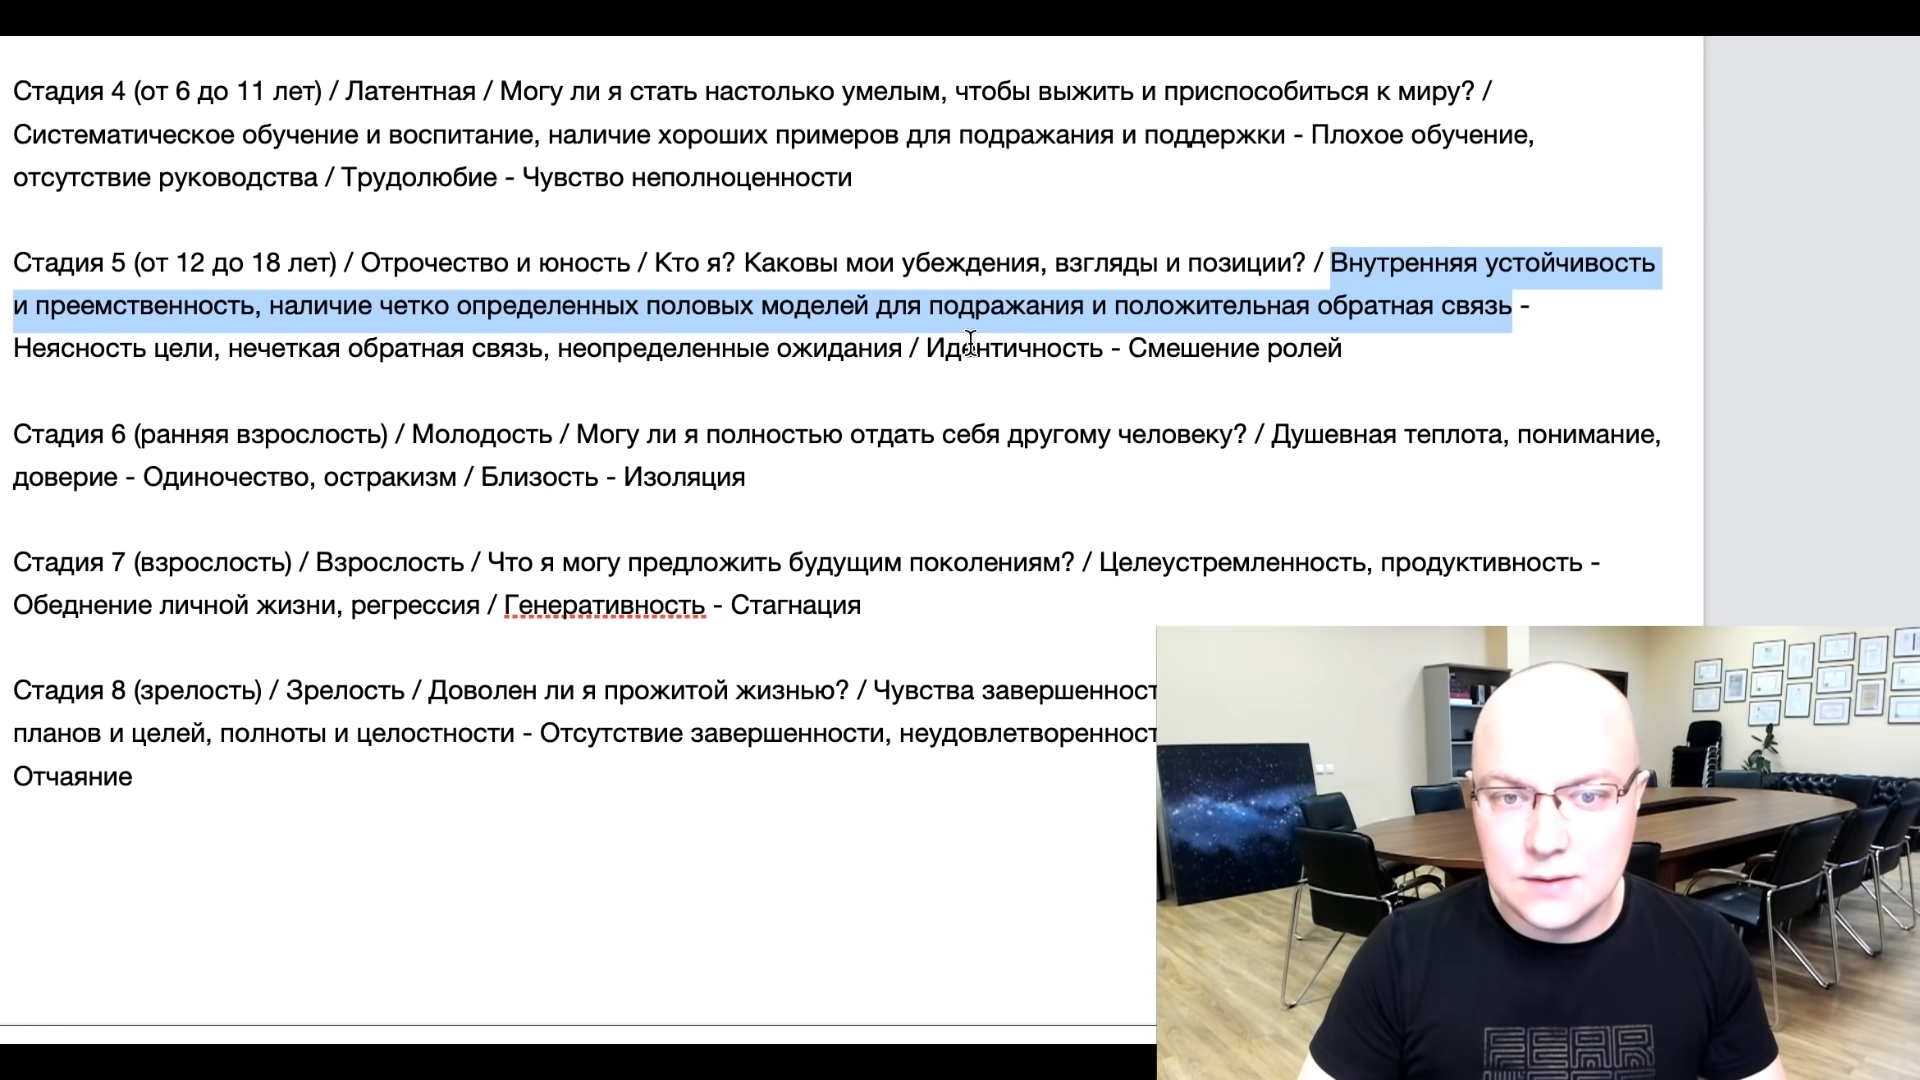 Стадия 4 (от 6 до 11 лет) / Латентная / Могу ли я стать настолько умелым, чтобы выжить и приспособиться к миру? /
Систематическое обучение и воспитание, наличие хороших примеров для подражания и поддержки - Плохое обучение,
отсутствие руководства / Трудолюбие - Чувство неполноценности
Стадия 5 (от 12 до 18 лет) / Отрочество и юность / Кто я? Каковы мои убеждения, взгляды и позиции? / Внутренняя устойчивость
и преемственность, наличие четко определенных половых моделей для подражания и положительная обратная связь -
Неясность цели, нечеткая обратная связь, неопределенные ожидания / Идентичность - Смешение ролей
Стадия 6 (ранняя взрослость) / Молодость / Могу ли я полностью отдать себя другому человеку? / Душевная теплота, понимание,
доверие - Одиночество, остракизм / Близость - Изоляция
Стадия 7 (взрослость) / Взрослость / Что я могу предложить будущим поколениям? / Целеустремленность, продуктивность -
Обеднение личной жизни, регрессия / Генеративность - Стагнация
Стадия 8 (зрелость) / Зрелость / Доволен ли я прожитой жизнью? / Чувства завершенност
планов и целей, полноты и целостности - Отсутствие завершенности, неудовлетворенност
Отчаяние
FEAR